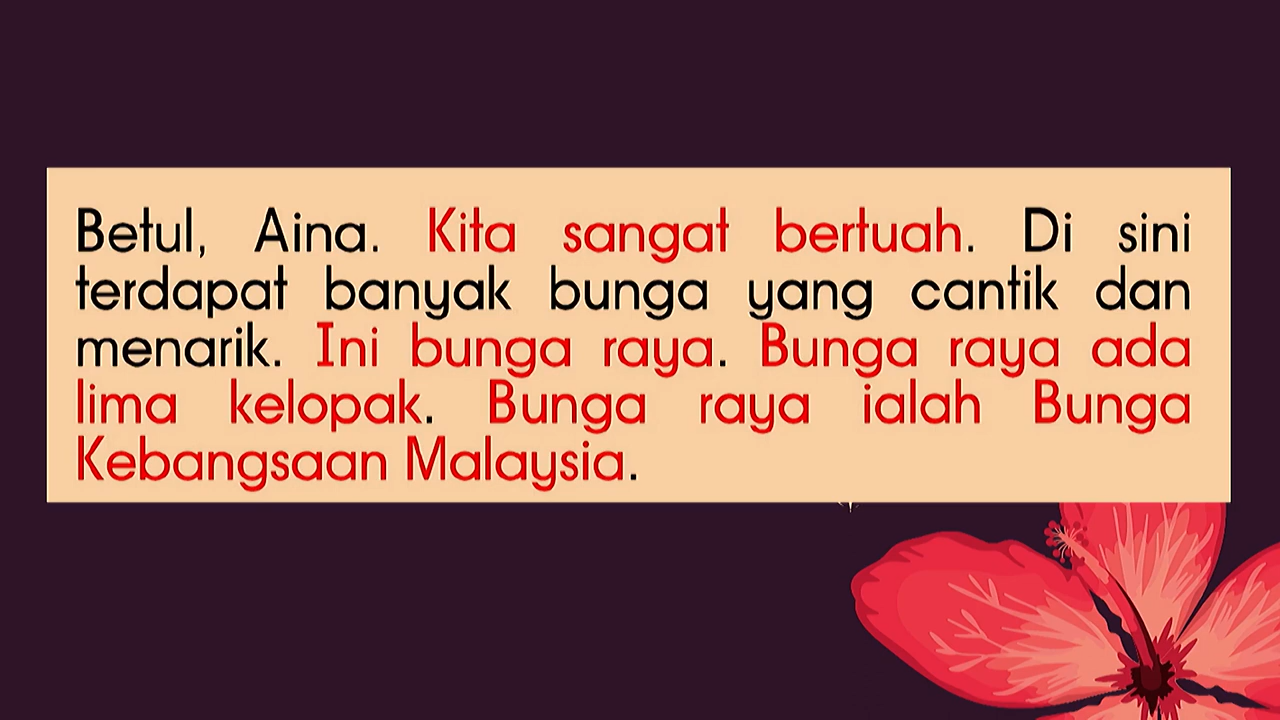 Betul, Aina. Kita sangat bertuah. Di sini
terdapat banyak bunga yang cantik dan
menarik. Ini bunga raya. Bunga raya ada
lima kelopak. Bunga raya ialah Bunga
Kebangsaan Malaysia.